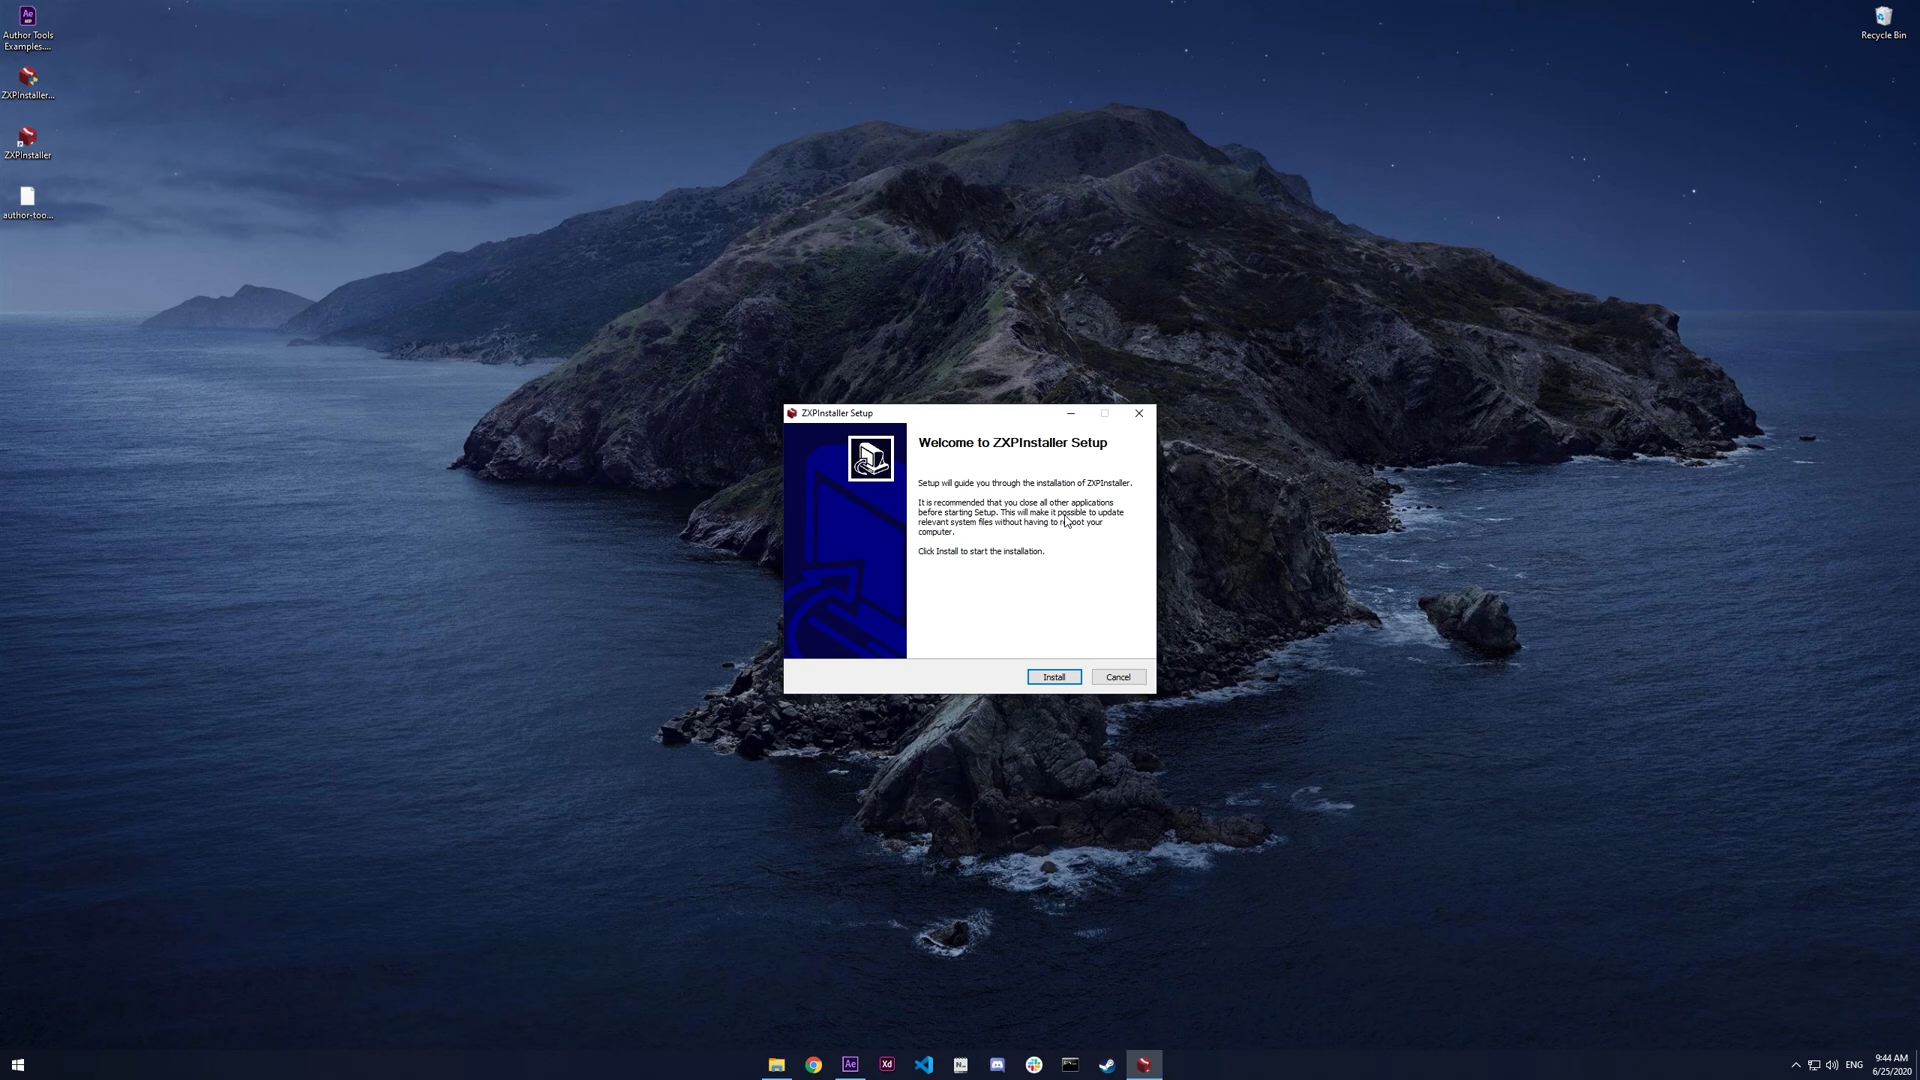 Author Tools
Examples....
ZXPInstaller...
ZXPInstaller
author-too...
Recycle Bin
ZXPInstaller Setup
Welcome to ZXPInstaller Setup
Setup will guide you through the installation of ZXPInstaller.
It is recommended that you close all other applications
before starting Setup. This will make it possible to update
relevant system files without having to reboot your
computer.
Click Install to start the installation.
Install
Cancel
Ae
Xd
N_
ENG
9:44 AM
6/25/2020